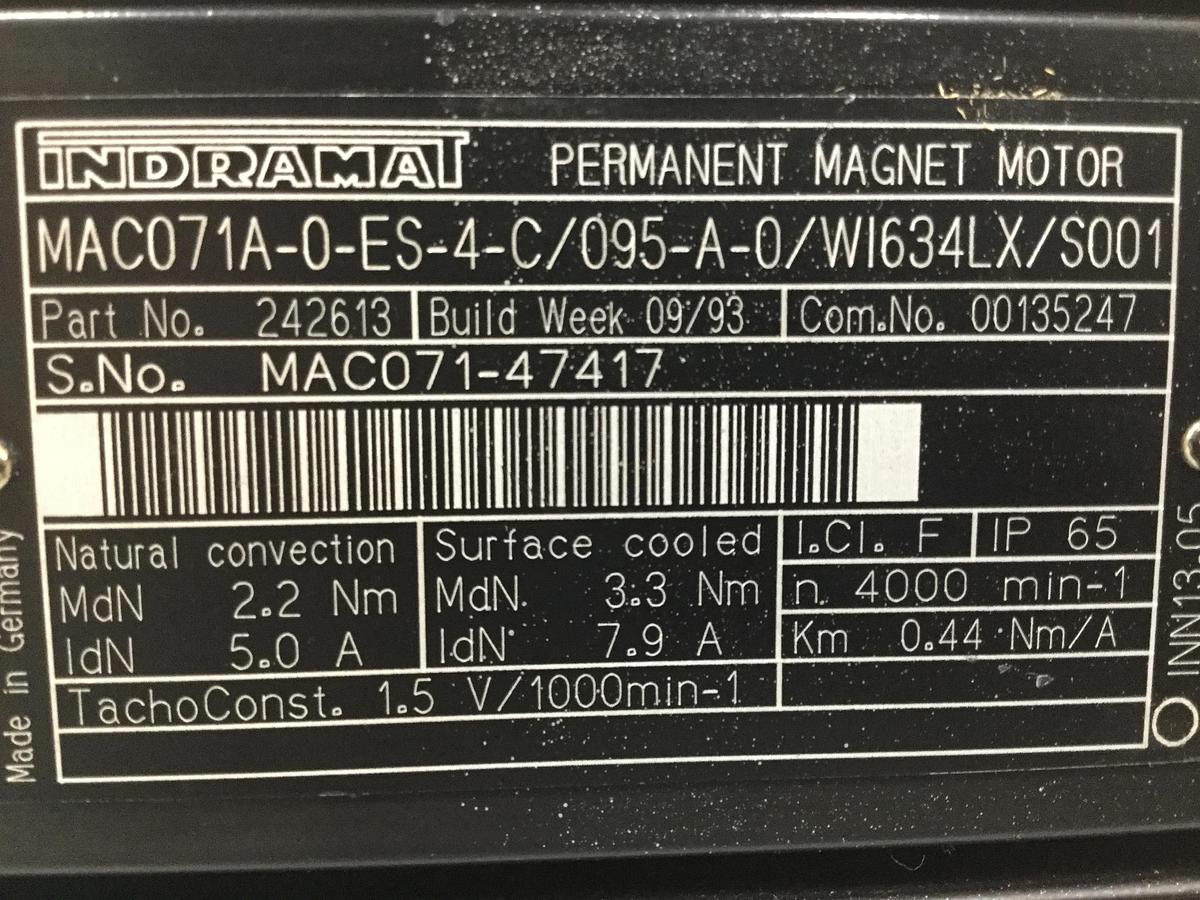 INDRAMAT PERMANENT MAGNET MOTOR
MAC071A-0-ES-4-C/095-A-0/WI634LX/S001
Part No. 242613 Build Week 09/93 Com.No. 00135247
S.No. MAC071-47417
Natural convection Surface cooled I.Cl. F IP 65
MdN 2.2 Nm MdN 3.3 Nm n 4000 min-1
IdN 5.0 A IdN 7.9 A Km 0.44 Nm/A
TachoConst. 1.5 V/1000min-1
Made in Germany
INN13.05